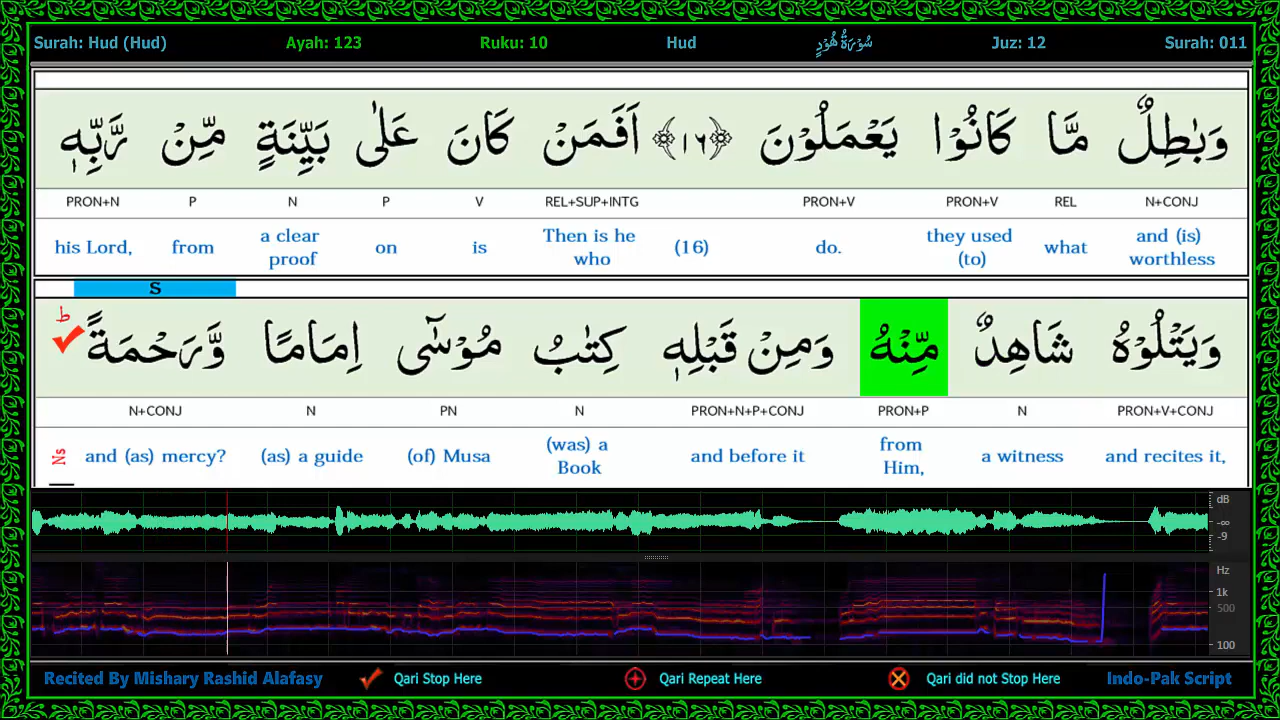 Surah: Hud (Hud) Ayah: 123 Ruku: 10 Hud سُوۡرَةُ هُوۡدٍ Juz: 12 Surah: 011
وَبٰطِلٌ مَّا كَانُوۡا يَعۡمَلُوۡنَ ﴿۱۶﴾ اَفَمَنۡ كَانَ عَلٰى بَيِّنَةٍ مِّنۡ رَّبِّهٖ
PRON+N P N P V REL+SUP+INTG PRON+V PRON+V REL N+CONJ
his Lord, from a clear proof on is Then is he who (16) do. they used (to) what and (is) worthless
S
وَيَتۡلُوۡهُ شَاهِدٌ مِّنۡهُ وَمِنۡ قَبۡلِهٖ كِتٰبُ مُوۡسٰٓى اِمَامًا وَّرَحۡمَةً ؕ
N+CONJ N PN N PRON+N+P+CONJ PRON+P N PRON+V+CONJ
Ns and (as) mercy? (as) a guide (of) Musa (was) a Book and before it from Him, a witness and recites it,
dB
-∞
-9
Hz
1k
500
100
Recited By Mishary Rashid Alafasy Qari Stop Here Qari Repeat Here Qari did not Stop Here Indo-Pak Script